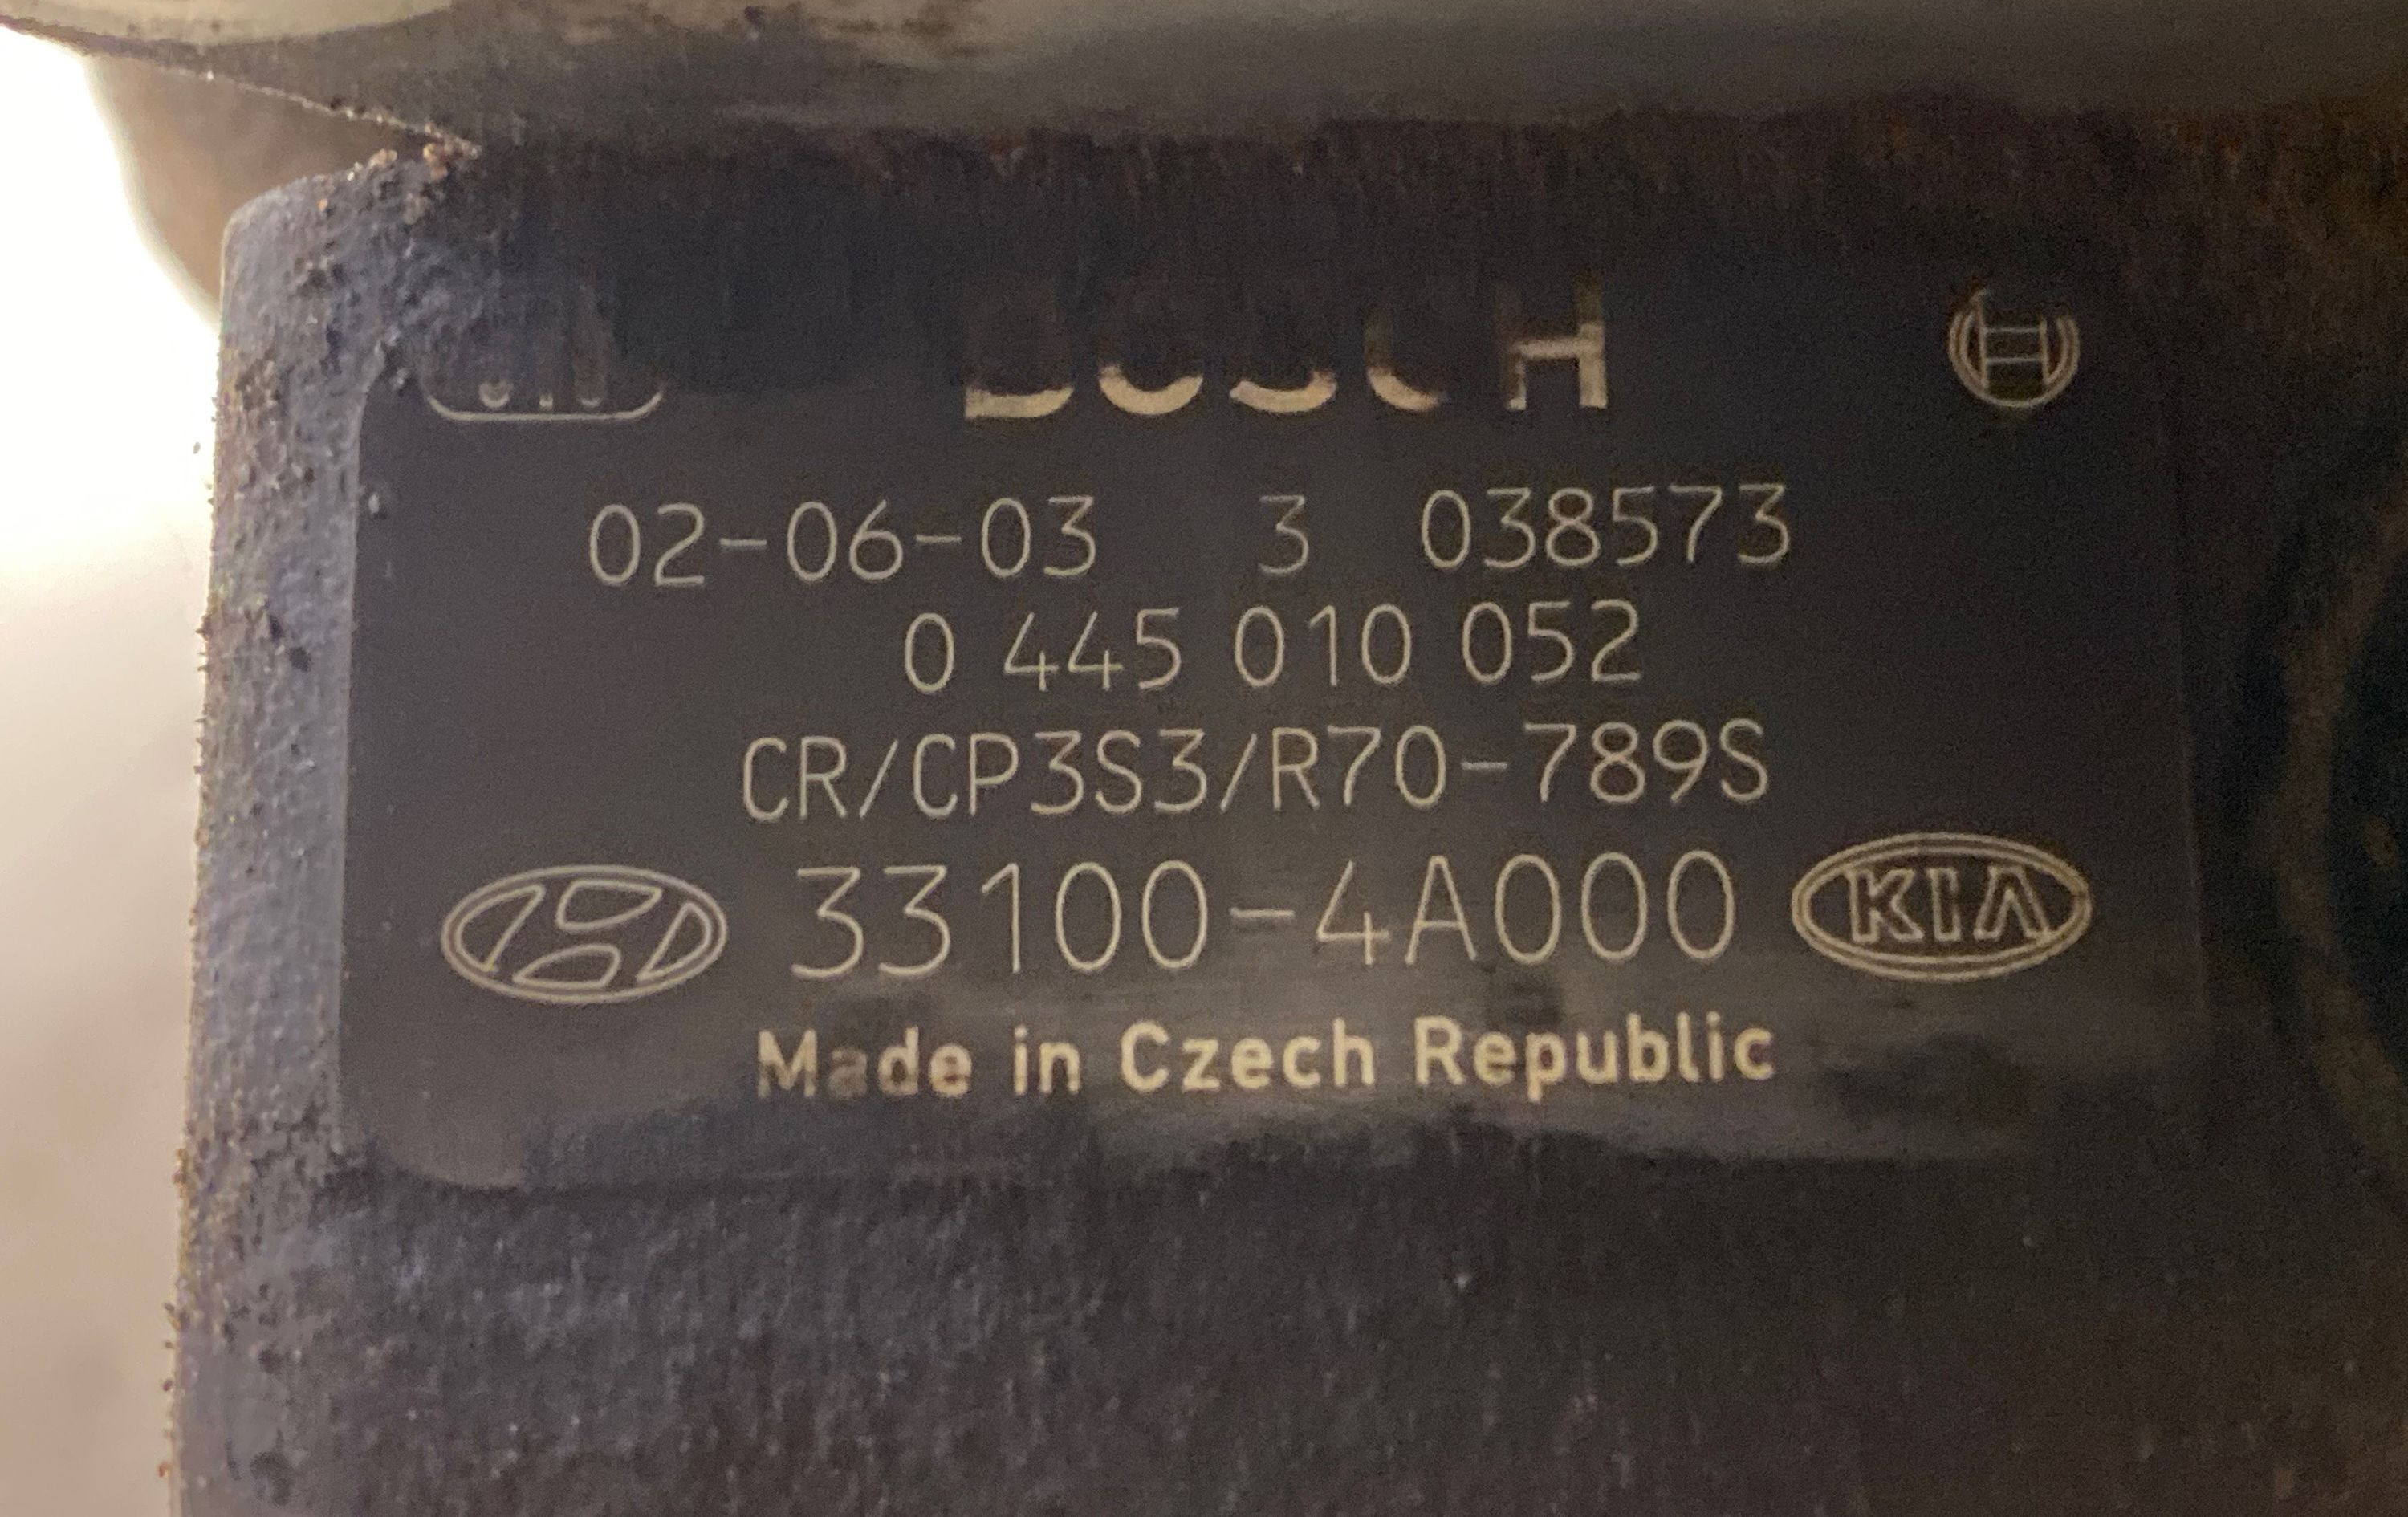 BOSCH
02-06-03 3 038573
0 445 010 052
CR/CP3S3/R70-789S
33100-4A000 KIA
Made in Czech Republic